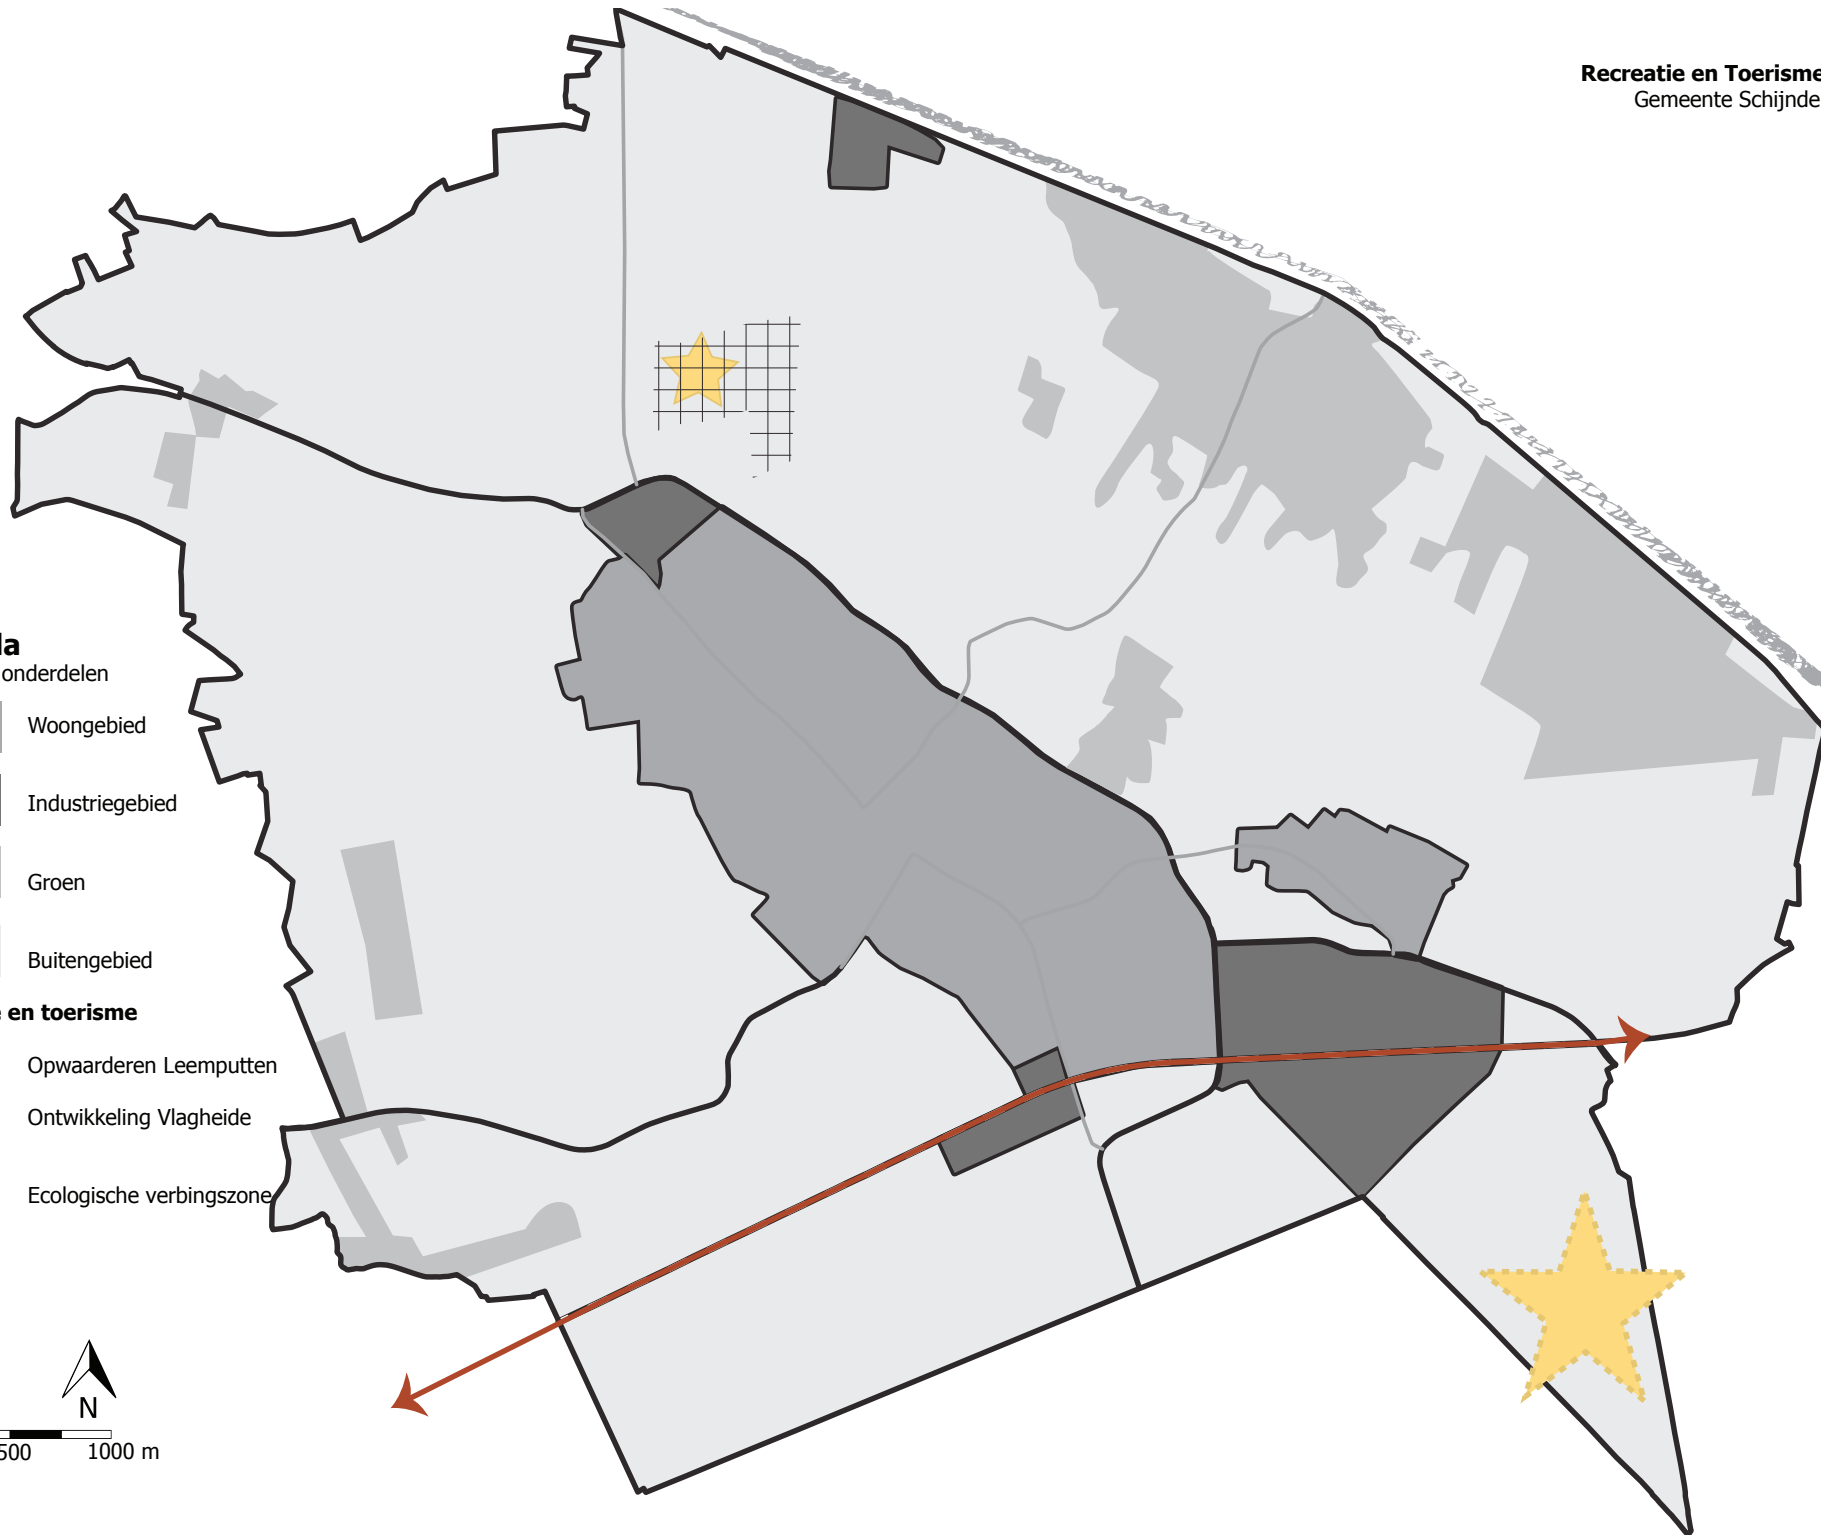 Recreatie en Toerisme
Gemeente Schijnde
da
onderdelen
Woongebied
Industriegebied
Groen
Buitengebied
e en toerisme
Opwaarderen Leemputten
Ontwikkeling Vlagheide
Ecologische verbingszone
N
500 1000 m